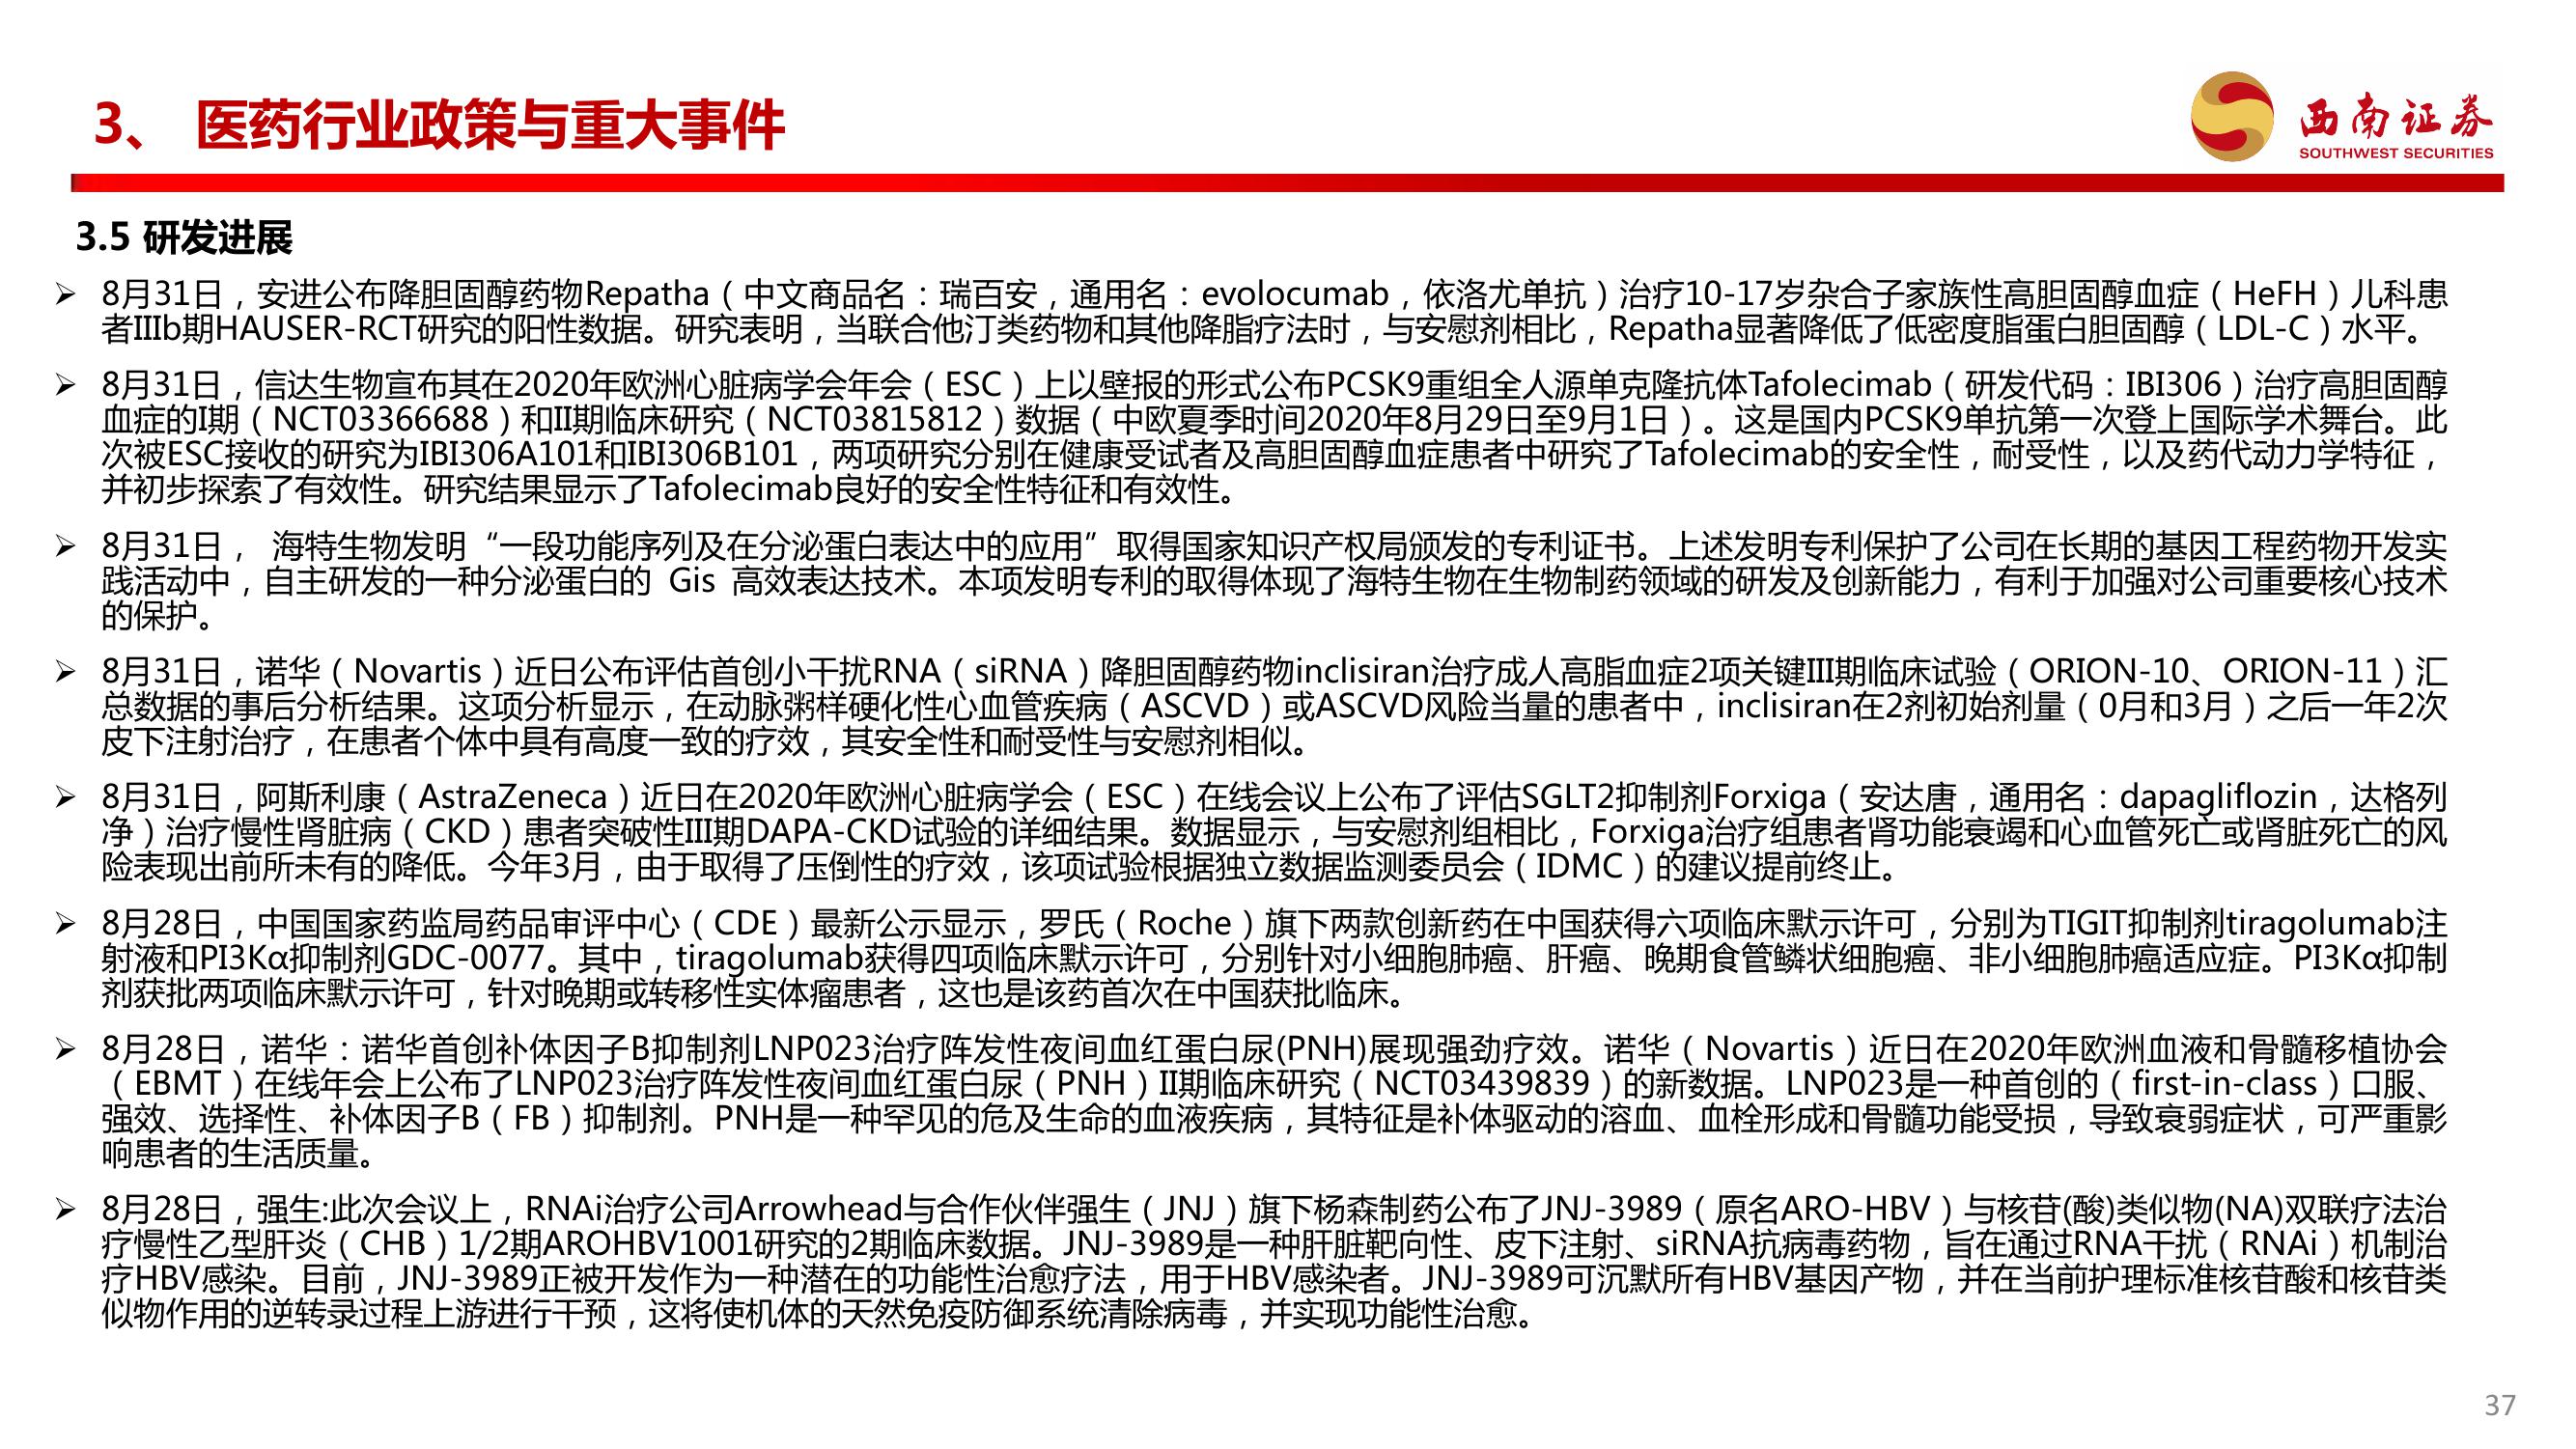 3、 医药行业政策与重大事件
西南证券
SOUTHWEST SECURITIES
3.5 研发进展
➢ 8月31日，安进公布降胆固醇药物Repatha（中文商品名：瑞百安，通用名：evolocumab，依洛尤单抗）治疗10-17岁杂合子家族性高胆固醇血症（HeFH）儿科患
者IIIb期HAUSER-RCT研究的阳性数据。研究表明，当联合他汀类药物和其他降脂疗法时，与安慰剂相比，Repatha显著降低了低密度脂蛋白胆固醇（LDL-C）水平。
➢ 8月31日，信达生物宣布其在2020年欧洲心脏病学会年会（ESC）上以壁报的形式公布PCSK9重组全人源单克隆抗体Tafolecimab（研发代码：IBI306）治疗高胆固醇
血症的I期（NCT03366688）和II期临床研究（NCT03815812）数据（中欧夏季时间2020年8月29日至9月1日）。这是国内PCSK9单抗第一次登上国际学术舞台。此
次被ESC接收的研究为IBI306A101和IBI306B101，两项研究分别在健康受试者及高胆固醇血症患者中研究了Tafolecimab的安全性，耐受性，以及药代动力学特征，
并初步探索了有效性。研究结果显示了Tafolecimab良好的安全性特征和有效性。
➢ 8月31日， 海特生物发明“一段功能序列及在分泌蛋白表达中的应用”取得国家知识产权局颁发的专利证书。上述发明专利保护了公司在长期的基因工程药物开发实
践活动中，自主研发的一种分泌蛋白的 Gis 高效表达技术。本项发明专利的取得体现了海特生物在生物制药领域的研发及创新能力，有利于加强对公司重要核心技术
的保护。
➢ 8月31日，诺华（Novartis）近日公布评估首创小干扰RNA（siRNA）降胆固醇药物inclisiran治疗成人高脂血症2项关键III期临床试验（ORION-10、ORION-11）汇
总数据的事后分析结果。这项分析显示，在动脉粥样硬化性心血管疾病（ASCVD）或ASCVD风险当量的患者中，inclisiran在2剂初始剂量（0月和3月）之后一年2次
皮下注射治疗，在患者个体中具有高度一致的疗效，其安全性和耐受性与安慰剂相似。
➢ 8月31日，阿斯利康（AstraZeneca）近日在2020年欧洲心脏病学会（ESC）在线会议上公布了评估SGLT2抑制剂Forxiga（安达唐，通用名：dapagliflozin，达格列
净）治疗慢性肾脏病（CKD）患者突破性III期DAPA-CKD试验的详细结果。数据显示，与安慰剂组相比，Forxiga治疗组患者肾功能衰竭和心血管死亡或肾脏死亡的风
险表现出前所未有的降低。今年3月，由于取得了压倒性的疗效，该项试验根据独立数据监测委员会（IDMC）的建议提前终止。
➢ 8月28日，中国国家药监局药品审评中心（CDE）最新公示显示，罗氏（Roche）旗下两款创新药在中国获得六项临床默示许可，分别为TIGIT抑制剂tiragolumab注
射液和PI3Kα抑制剂GDC-0077。其中，tiragolumab获得四项临床默示许可，分别针对小细胞肺癌、肝癌、晚期食管鳞状细胞癌、非小细胞肺癌适应症。PI3Kα抑制
剂获批两项临床默示许可，针对晚期或转移性实体瘤患者，这也是该药首次在中国获批临床。
➢ 8月28日，诺华：诺华首创补体因子B抑制剂LNP023治疗阵发性夜间血红蛋白尿(PNH)展现强劲疗效。诺华（Novartis）近日在2020年欧洲血液和骨髓移植协会
（EBMT）在线年会上公布了LNP023治疗阵发性夜间血红蛋白尿（PNH）II期临床研究（NCT03439839）的新数据。LNP023是一种首创的（first-in-class）口服、
强效、选择性、补体因子B（FB）抑制剂。PNH是一种罕见的危及生命的血液疾病，其特征是补体驱动的溶血、血栓形成和骨髓功能受损，导致衰弱症状，可严重影
响患者的生活质量。
➢ 8月28日，强生:此次会议上，RNAi治疗公司Arrowhead与合作伙伴强生（JNJ）旗下杨森制药公布了JNJ-3989（原名ARO-HBV）与核苷(酸)类似物(NA)双联疗法治
疗慢性乙型肝炎（CHB）1/2期AROHBV1001研究的2期临床数据。JNJ-3989是一种肝脏靶向性、皮下注射、siRNA抗病毒药物，旨在通过RNA干扰（RNAi）机制治
疗HBV感染。目前，JNJ-3989正被开发作为一种潜在的功能性治愈疗法，用于HBV感染者。JNJ-3989可沉默所有HBV基因产物，并在当前护理标准核苷酸和核苷类
似物作用的逆转录过程上游进行干预，这将使机体的天然免疫防御系统清除病毒，并实现功能性治愈。
37